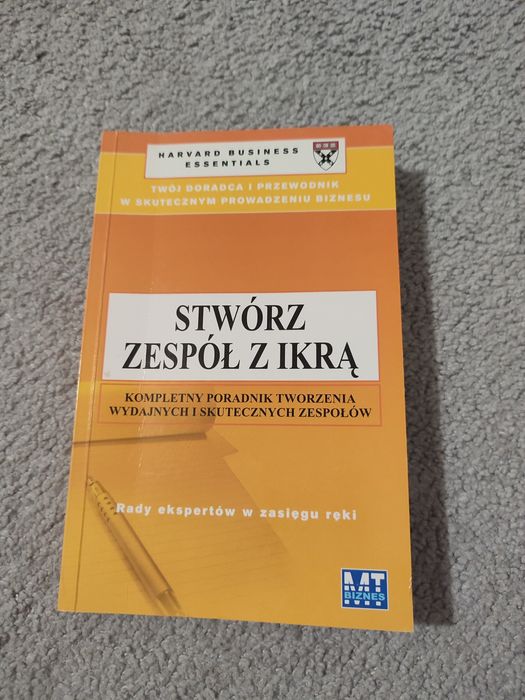 HARVARD BUSINESS
ESSENTIALS
TWÓJ DORADCA I PRZEWODNIK
W SKUTECZNYM PROWADZENIU BIZNESU
STWÓRZ
ZESPÓŁ Z IKRĄ
KOMPLETNY PORADNIK TWORZENIA
WYDAJNYCH I SKUTECZNYCH ZESPOŁÓW
Rady ekspertów w zasięgu ręki
MT
BIZNES